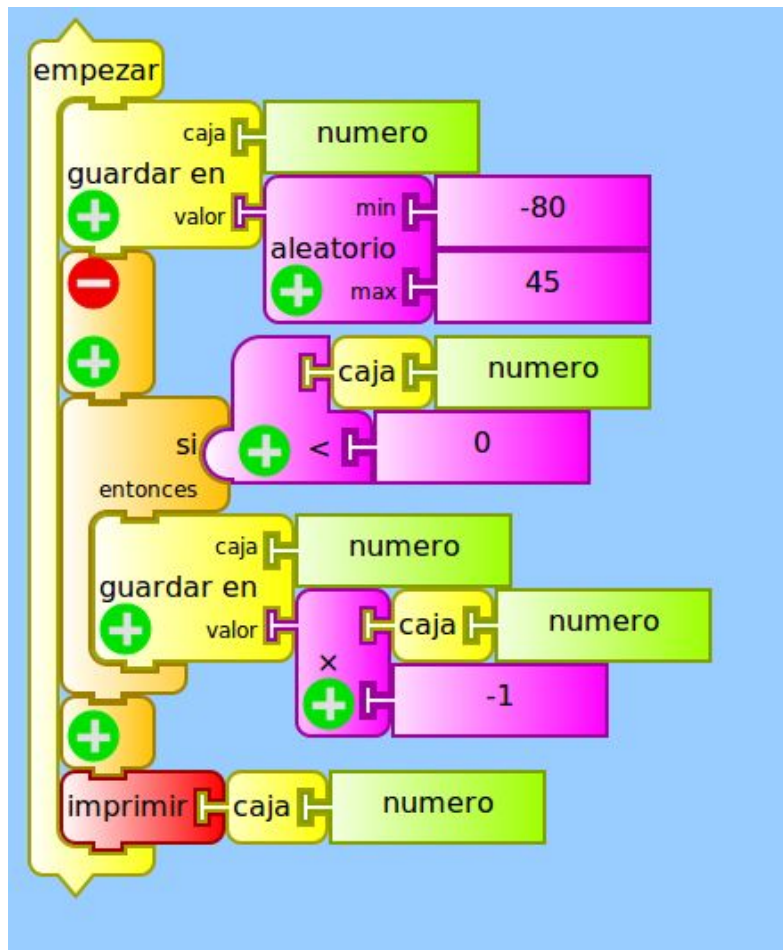 empezar
caja numero
guardar en
valor min -80
aleatorio
max 45
caja numero
si < 0
entonces
caja numero
guardar en
valor caja numero
×
-1
imprimir caja numero